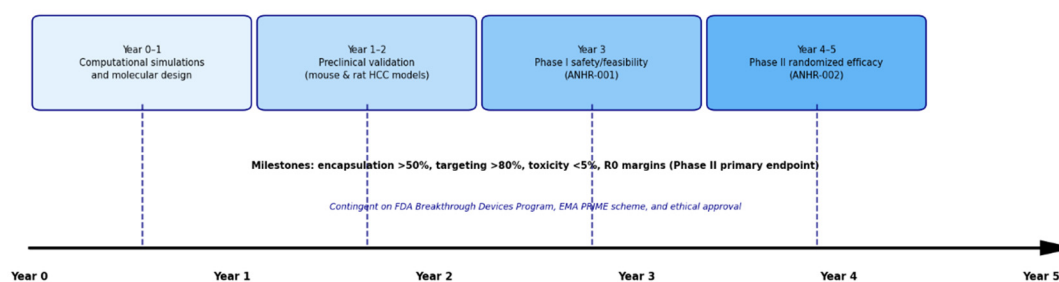 Year 0–1
Computational simulations
and molecular design
Year 1–2
Preclinical validation
(mouse & rat HCC models)
Year 3
Phase I safety/feasibility
(ANHR-001)
Year 4–5
Phase II randomized efficacy
(ANHR-002)
Milestones: encapsulation >50%, targeting >80%, toxicity <5%, R0 margins (Phase II primary endpoint)
Contingent on FDA Breakthrough Devices Program, EMA PRIME scheme, and ethical approval
Year 0 Year 1 Year 2 Year 3 Year 4 Year 5